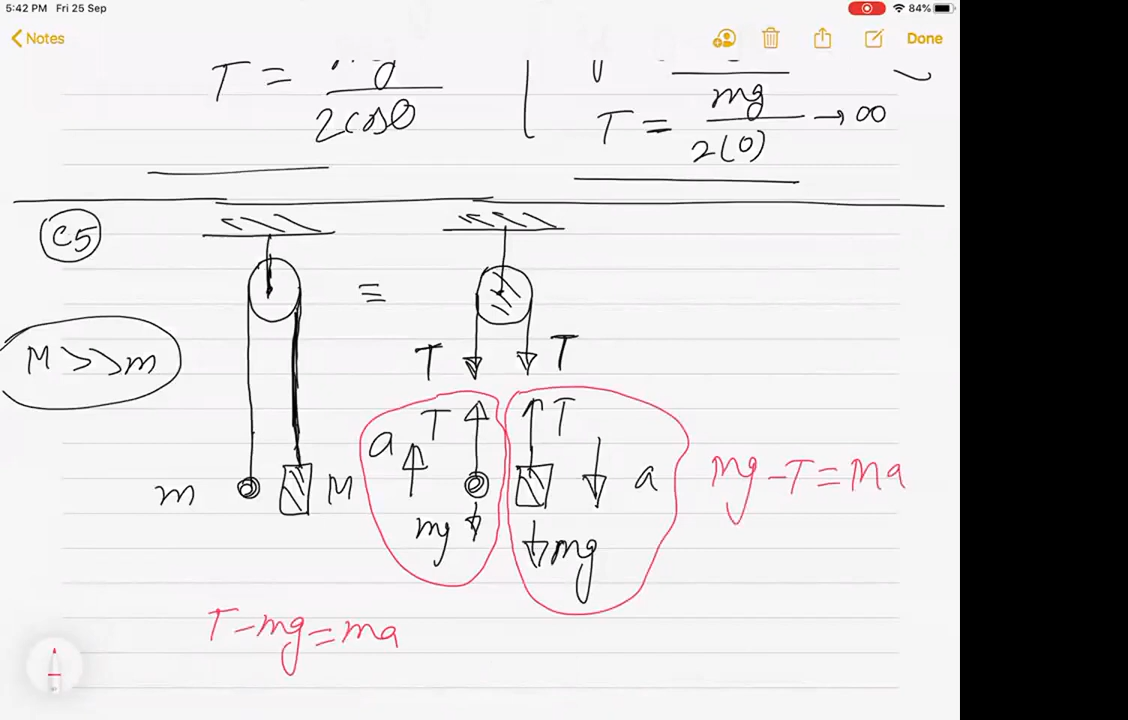 5:42 PM Fri 25 Sep
84%
Notes
Done
T =
2cosθ
mg
T = → ∞
2(0)
C5
≡
M >> m
T T
T T
a
m M a
mg Mg
Mg - T = Ma
T - mg = ma